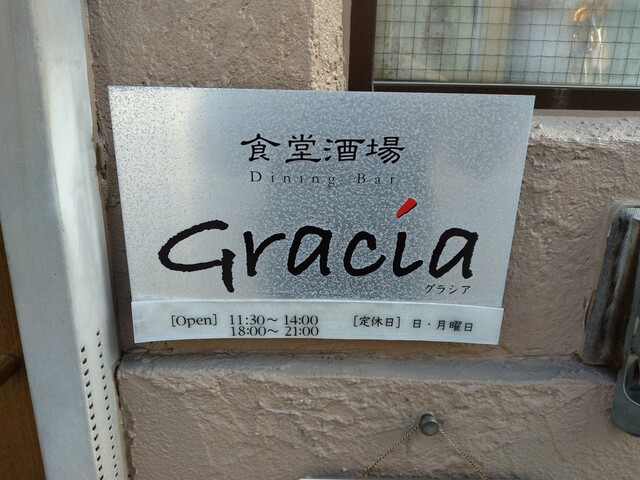 食堂酒場
Dining Bar
Gracía
グラシア
[Open] 11:30～14:00 [定休日] 日・月曜日
18:00～21:00